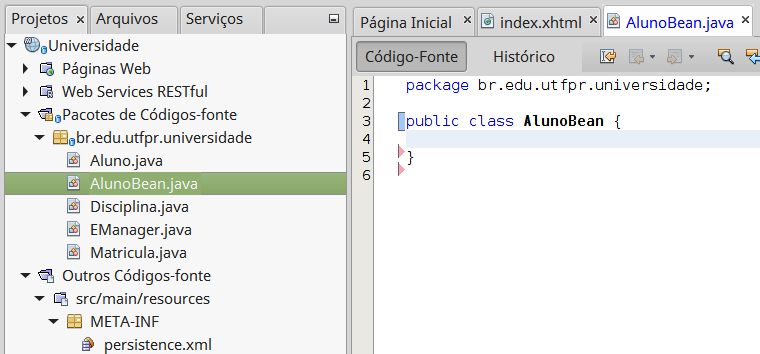 Projetos
Arquivos
Serviços
Universidade
Páginas Web
Web Services RESTful
Pacotes de Códigos-fonte
br.edu.utfpr.universidade
Aluno.java
AlunoBean.java
Disciplina.java
EManager.java
Matricula.java
Outros Códigos-fonte
src/main/resources
META-INF
persistence.xml
Página Inicial
index.xhtml
AlunoBean.java
Código-Fonte
Histórico
1 package br.edu.utfpr.universidade;
2
3 public class AlunoBean {
4
5 }
6